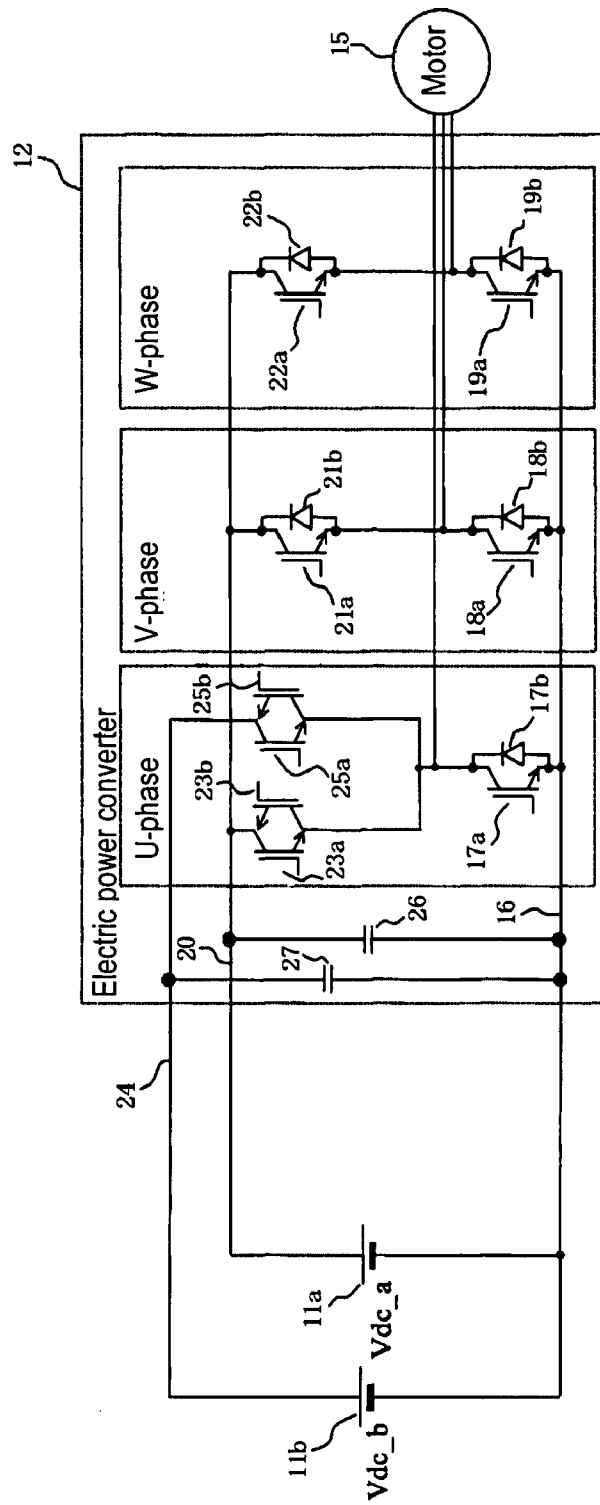 12
Electric power converter
U-phase
V-phase
W-phase
15
Motor
24
20
27
26
16
23b
25b
23a
25a
17b
17a
21b
21a
18b
18a
22b
22a
19b
19a
11a
Vdc_a
11b
Vdc_b